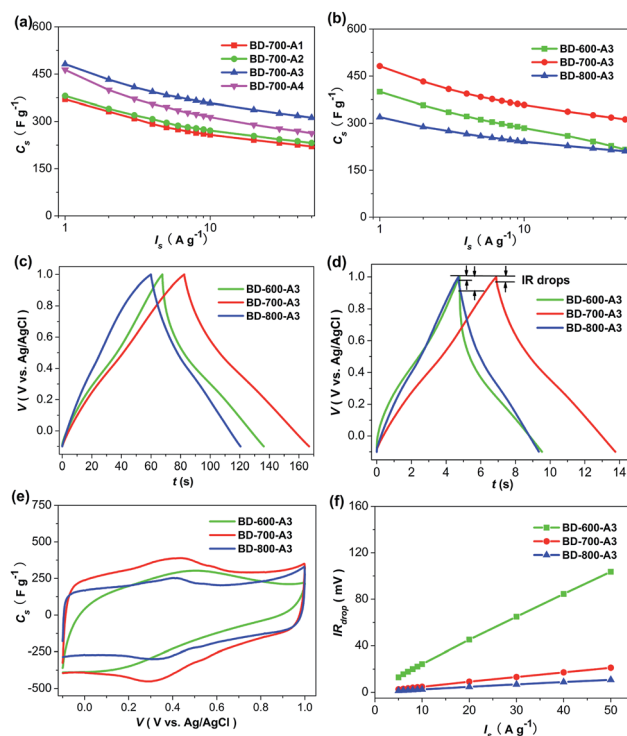 (a)
600
450
300
150
0
C_s ( F g⁻¹)
BD-700-A1
BD-700-A2
BD-700-A3
BD-700-A4
1
10
I_s ( A g⁻¹)
(b)
600
450
300
150
0
C_s ( F g⁻¹)
BD-600-A3
BD-700-A3
BD-800-A3
1
10
I_s ( A g⁻¹)
(c)
1.0
0.8
0.6
0.4
0.2
0.0
V ( V vs. Ag/AgCl)
BD-600-A3
BD-700-A3
BD-800-A3
0 20 40 60 80 100 120 140 160
t (s)
(d)
1.0
0.8
0.6
0.4
0.2
0.0
V ( V vs. Ag/AgCl)
IR drops
BD-600-A3
BD-700-A3
BD-800-A3
0 2 4 6 8 10 12 14
t (s)
(e)
750
500
250
0
-250
-500
C_s ( F g⁻¹)
BD-600-A3
BD-700-A3
BD-800-A3
0.0 0.2 0.4 0.6 0.8 1.0
V ( V vs. Ag/AgCl)
(f)
160
120
80
40
0
IR_drop ( mV)
BD-600-A3
BD-700-A3
BD-800-A3
0 10 20 30 40 50
I_s ( A g⁻¹)